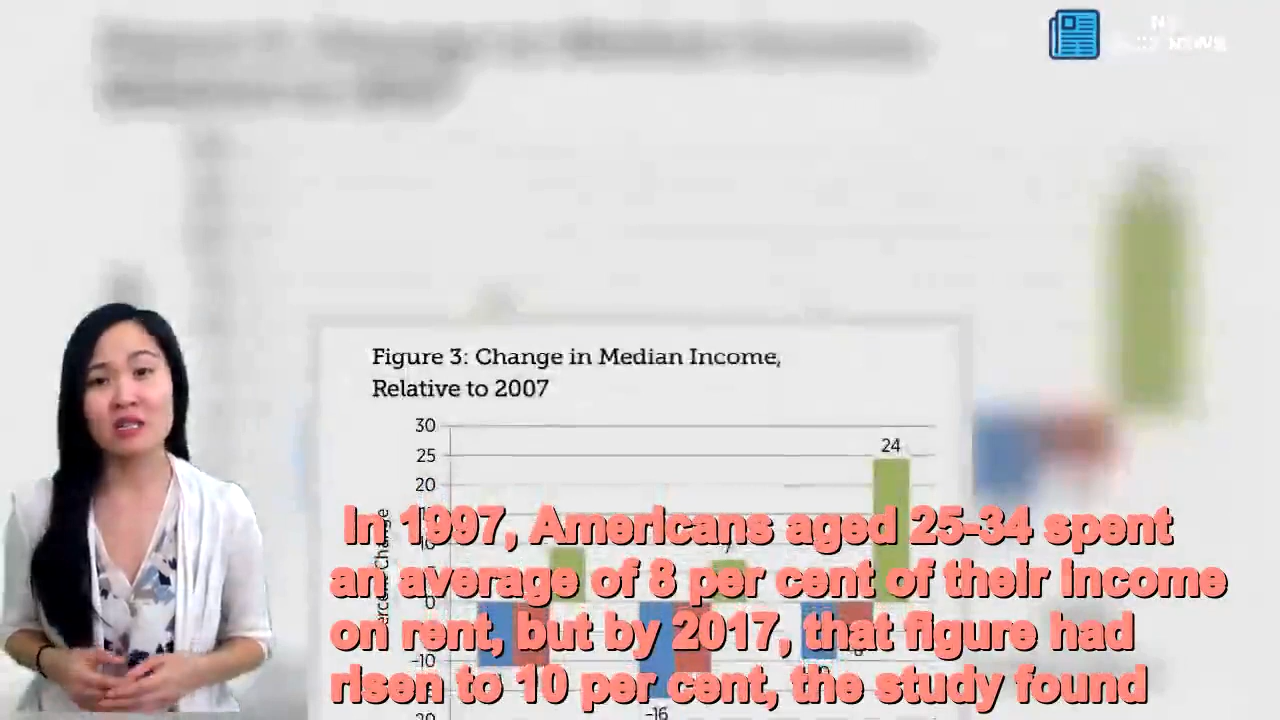 Figure 3: Change in Median Income,
Relative to 2007
30
25
24
20
In 1997, Americans aged 25-34 spent
an average of 8 per cent of their income
0
on rent, but by 2017, that figure had
-10
risen to 10 per cent, the study found
-16